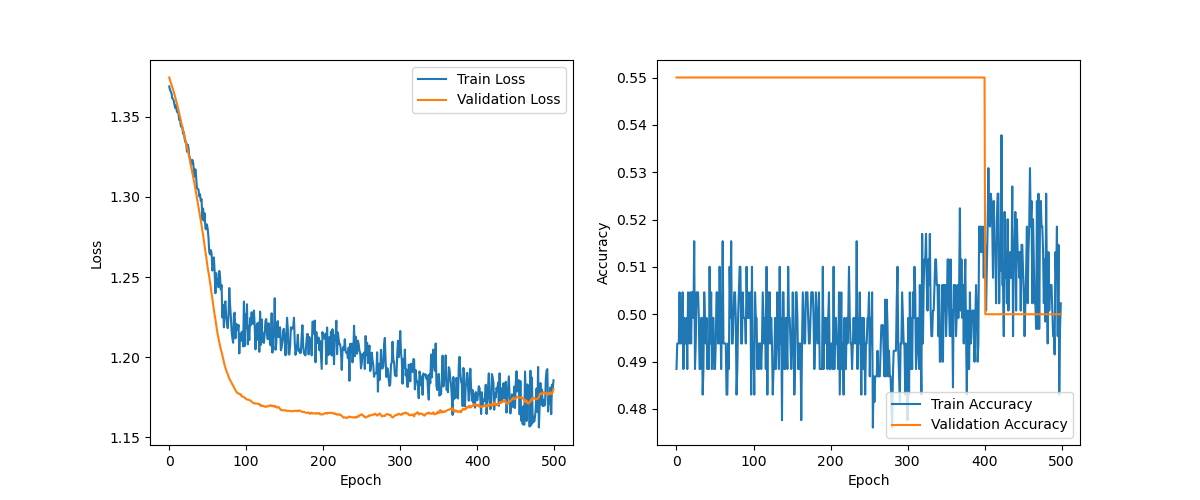 Train Loss
Validation Loss
1.35
1.30
1.25
1.20
1.15
Loss
0 100 200 300 400 500
Epoch
0.55
0.54
0.53
0.52
0.51
0.50
0.49
0.48
Accuracy
Train Accuracy
Validation Accuracy
0 100 200 300 400 500
Epoch